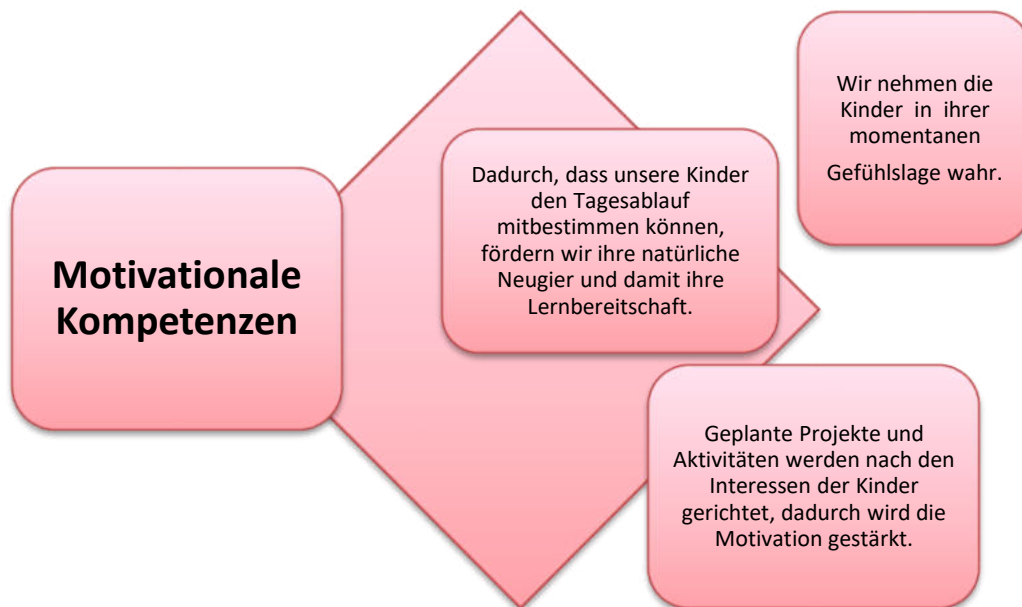 Motivationale
Kompetenzen
Dadurch, dass unsere Kinder
den Tagesablauf
mitbestimmen können,
fördern wir ihre natürliche
Neugier und damit ihre
Lernbereitschaft.
Wir nehmen die
Kinder in ihrer
momentanen
Gefühlslage wahr.
Geplante Projekte und
Aktivitäten werden nach den
Interessen der Kinder
gerichtet, dadurch wird die
Motivation gestärkt.